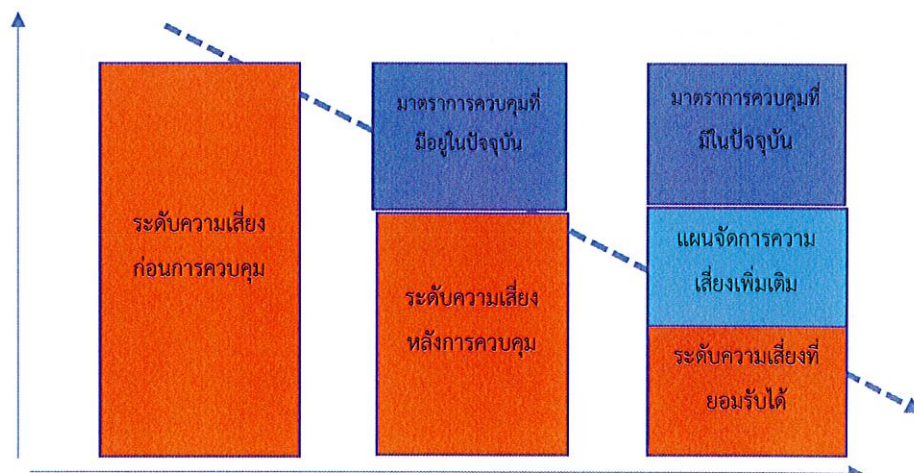 ระดับความเสี่ยง
ก่อนการควบคุม
มาตราการควบคุมที่
มีอยู่ในปัจจุบัน
ระดับความเสี่ยง
หลังการควบคุม
มาตราการควบคุมที่
มีในปัจจุบัน
แผนจัดการความ
เสี่ยงเพิ่มเติม
ระดับความเสี่ยงที่
ยอมรับได้